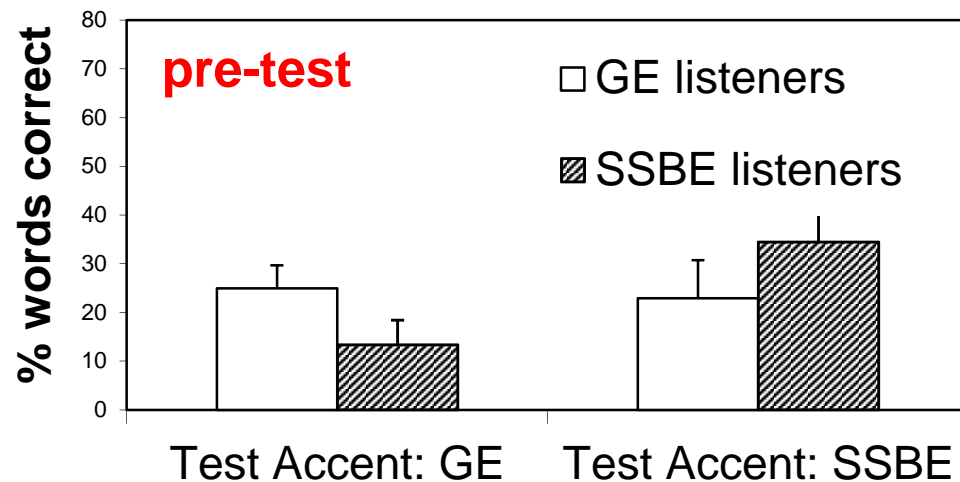 % words correct
80
70
60
50
40
30
20
10
0
pre-test
GE listeners
SSBE listeners
Test Accent: GE
Test Accent: SSBE